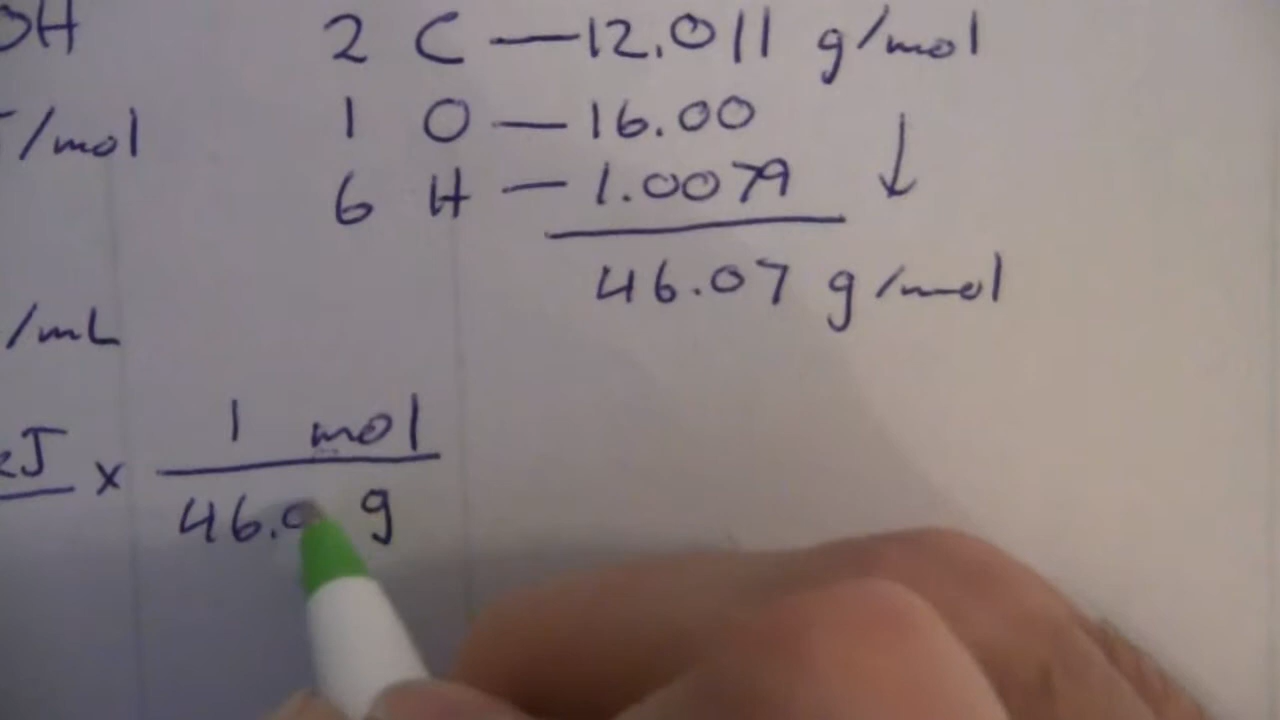 OH 2 C — 12.011 g/mol
/mol 1 O — 16.00 ↓
6 H — 1.0079
46.07 g/mol
/mL
J × 1 mol
46.0 g